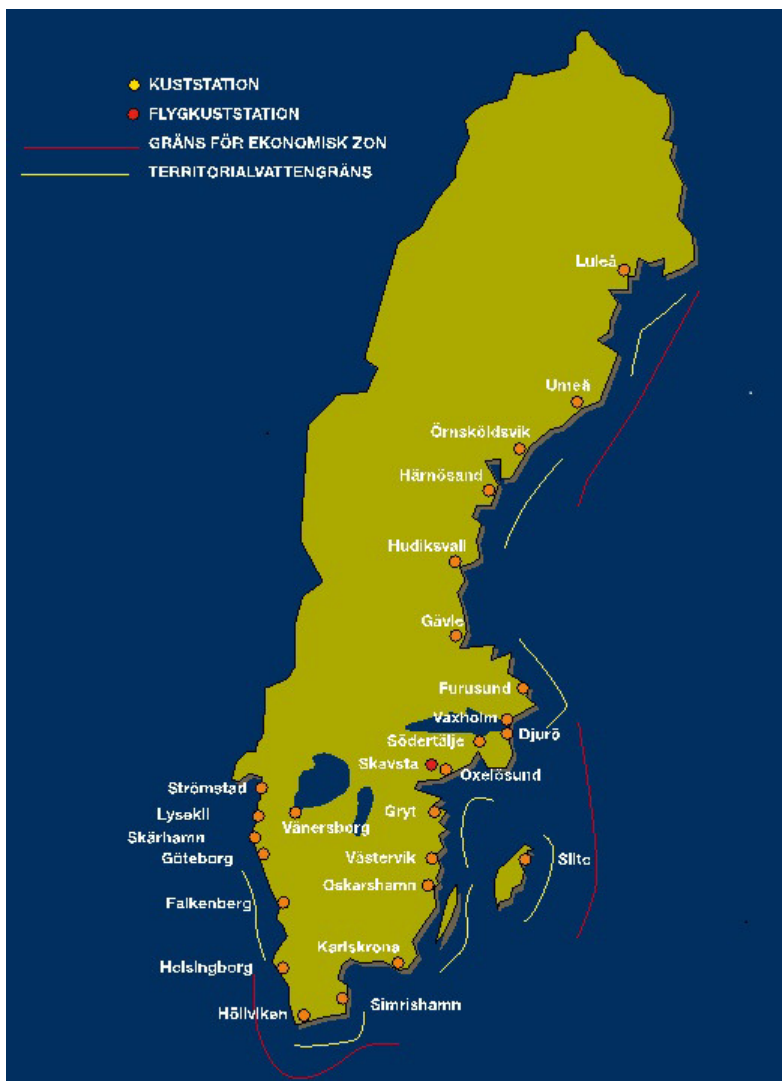 KUSTSTATION
FLYGKUSTSTATION
GRÄNS FÖR EKONOMISK ZON
TERRITORIALVATTENGRÄNS
Luleå
Umeå
Örnsköldsvik
Härnösand
Hudiksvall
Gävle
Furusund
Vaxholm
Djurö
Södertälje
Skavsta
Oxelösund
Strömstad
Lysekil
Vänersborg
Gryt
Skärhamn
Göteborg
Västervik
Slite
Oskarshamn
Falkenberg
Karlskrona
Helsingborg
Simrishamn
Höllviken